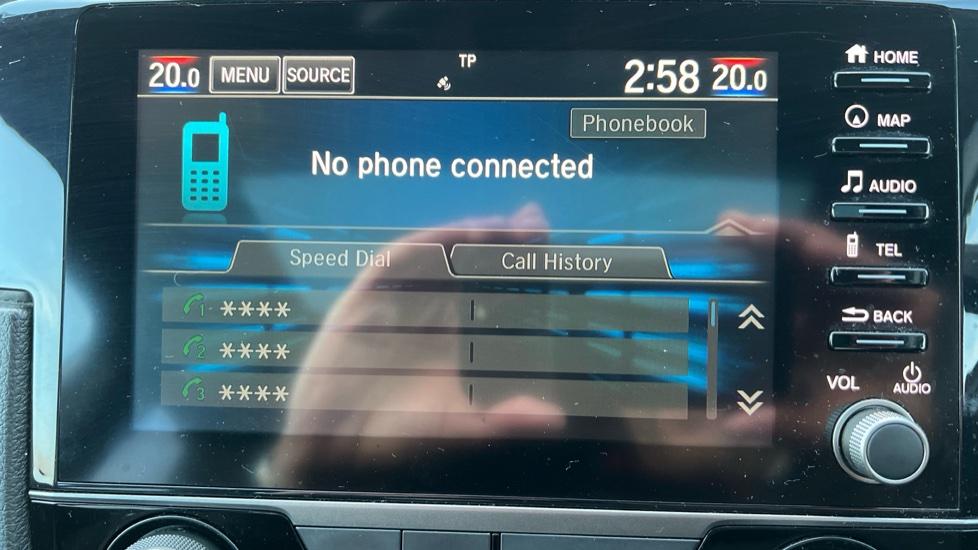 20.0 MENU SOURCE TP 2:58 20.0
Phonebook
No phone connected
Speed Dial Call History
1 ****
2 ****
3 ****
HOME
MAP
AUDIO
TEL
BACK
VOL AUDIO